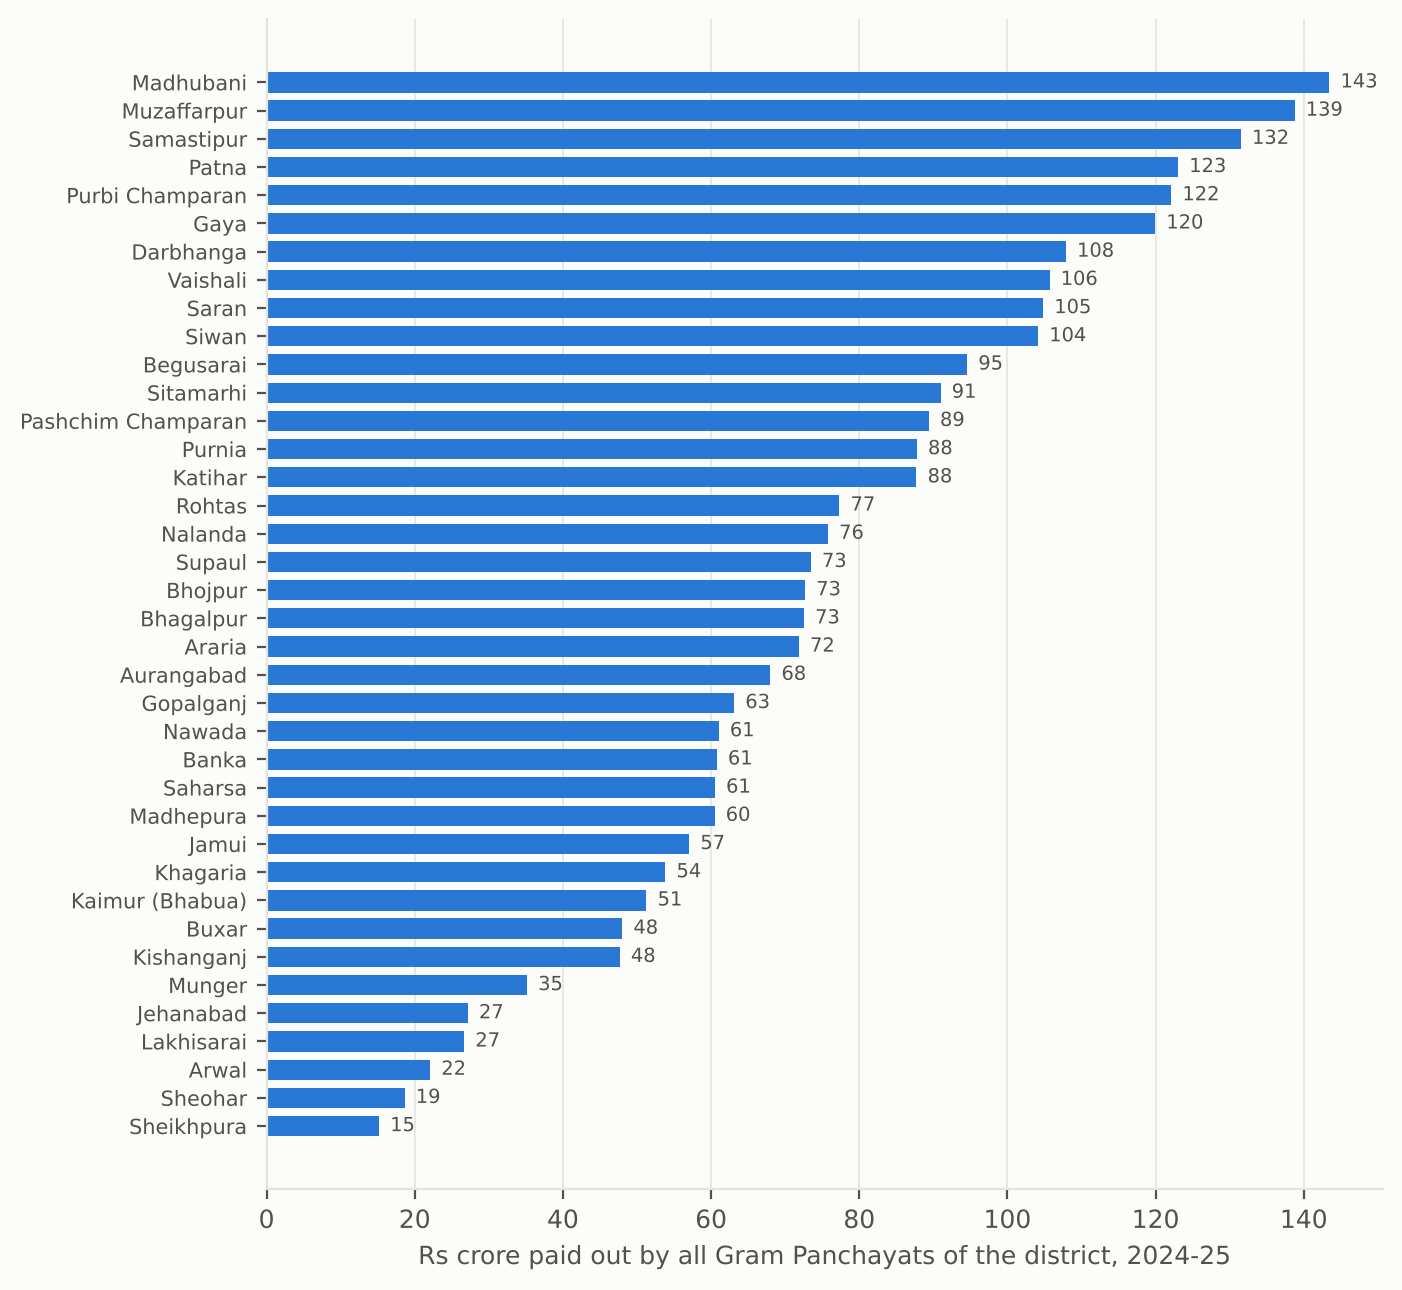 Madhubani 143
Muzaffarpur 139
Samastipur 132
Patna 123
Purbi Champaran 122
Gaya 120
Darbhanga 108
Vaishali 106
Saran 105
Siwan 104
Begusarai 95
Sitamarhi 91
Pashchim Champaran 89
Purnia 88
Katihar 88
Rohtas 77
Nalanda 76
Supaul 73
Bhojpur 73
Bhagalpur 73
Araria 72
Aurangabad 68
Gopalganj 63
Nawada 61
Banka 61
Saharsa 61
Madhepura 60
Jamui 57
Khagaria 54
Kaimur (Bhabua) 51
Buxar 48
Kishanganj 48
Munger 35
Jehanabad 27
Lakhisarai 27
Arwal 22
Sheohar 19
Sheikhpura 15
0 20 40 60 80 100 120 140
Rs crore paid out by all Gram Panchayats of the district, 2024-25